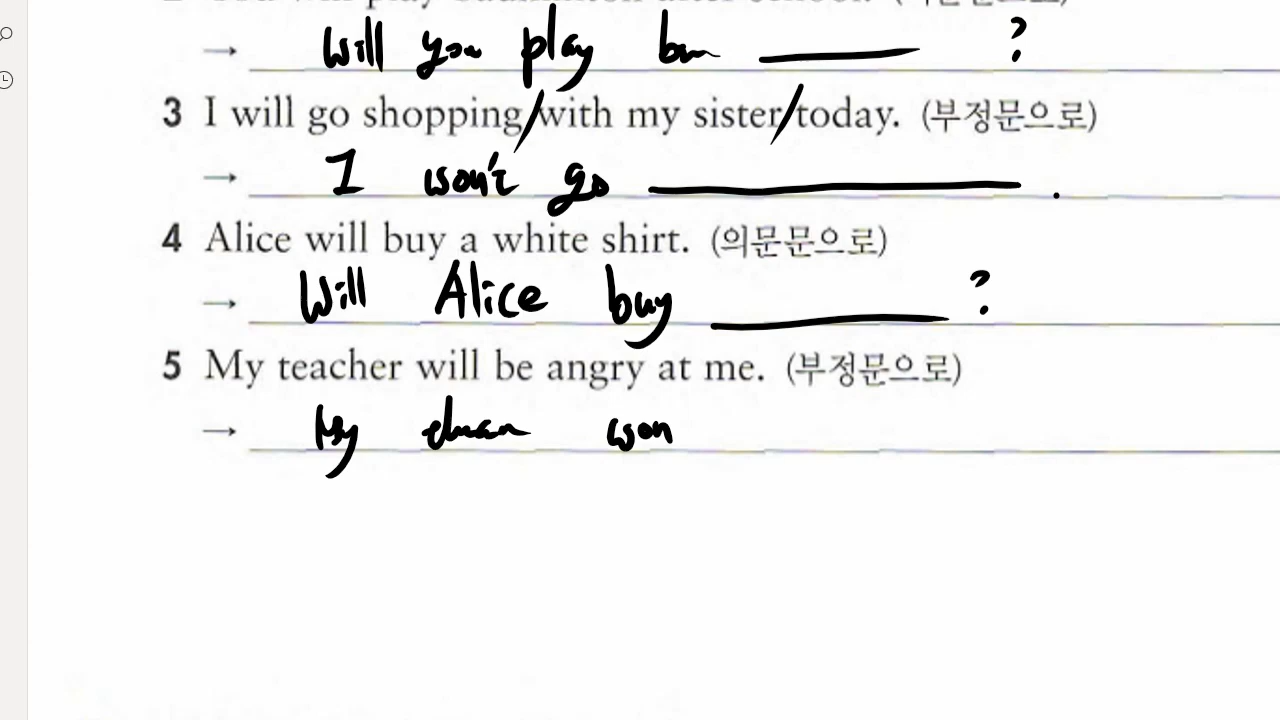 → Will you play ?
3 I will go shopping/with my sister/today. (부정문으로)
→ I won't go .
4 Alice will buy a white shirt. (의문문으로)
→ Will Alice buy ?
5 My teacher will be angry at me. (부정문으로)
→ My won